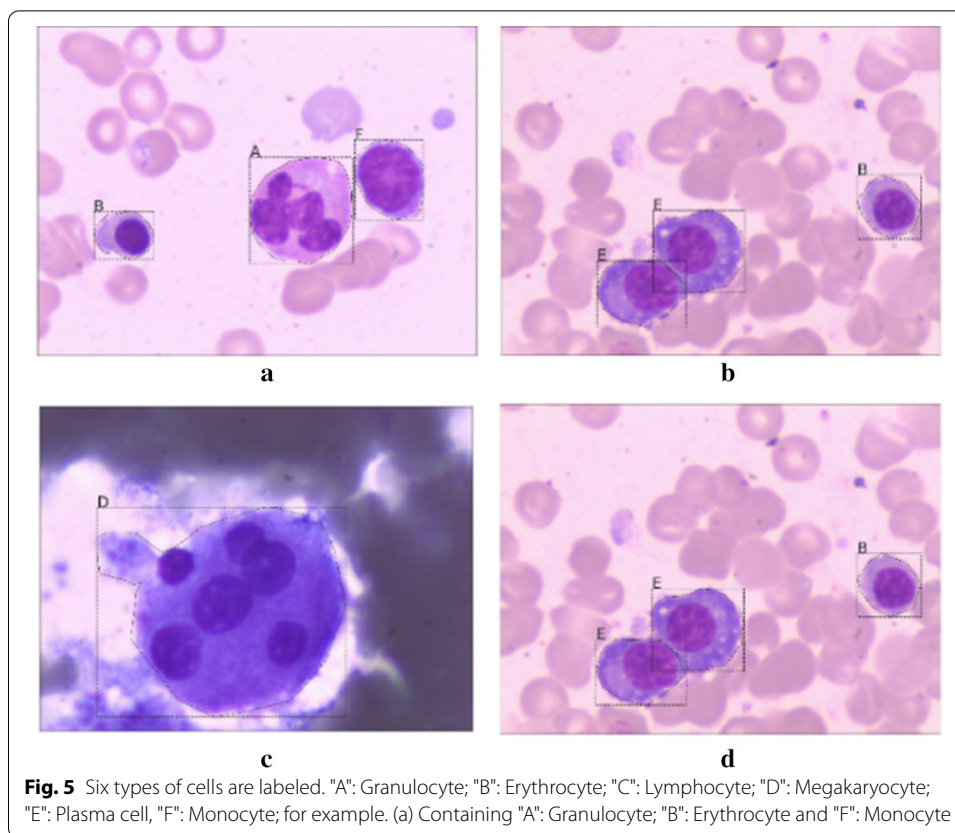 A
F
B
a
B
E
E
b
D
c
B
E
E
d
Fig. 5 Six types of cells are labeled. "A": Granulocyte; "B": Erythrocyte; "C": Lymphocyte; "D": Megakaryocyte;
"E": Plasma cell, "F": Monocyte; for example. (a) Containing "A": Granulocyte; "B": Erythrocyte and "F": Monocyte